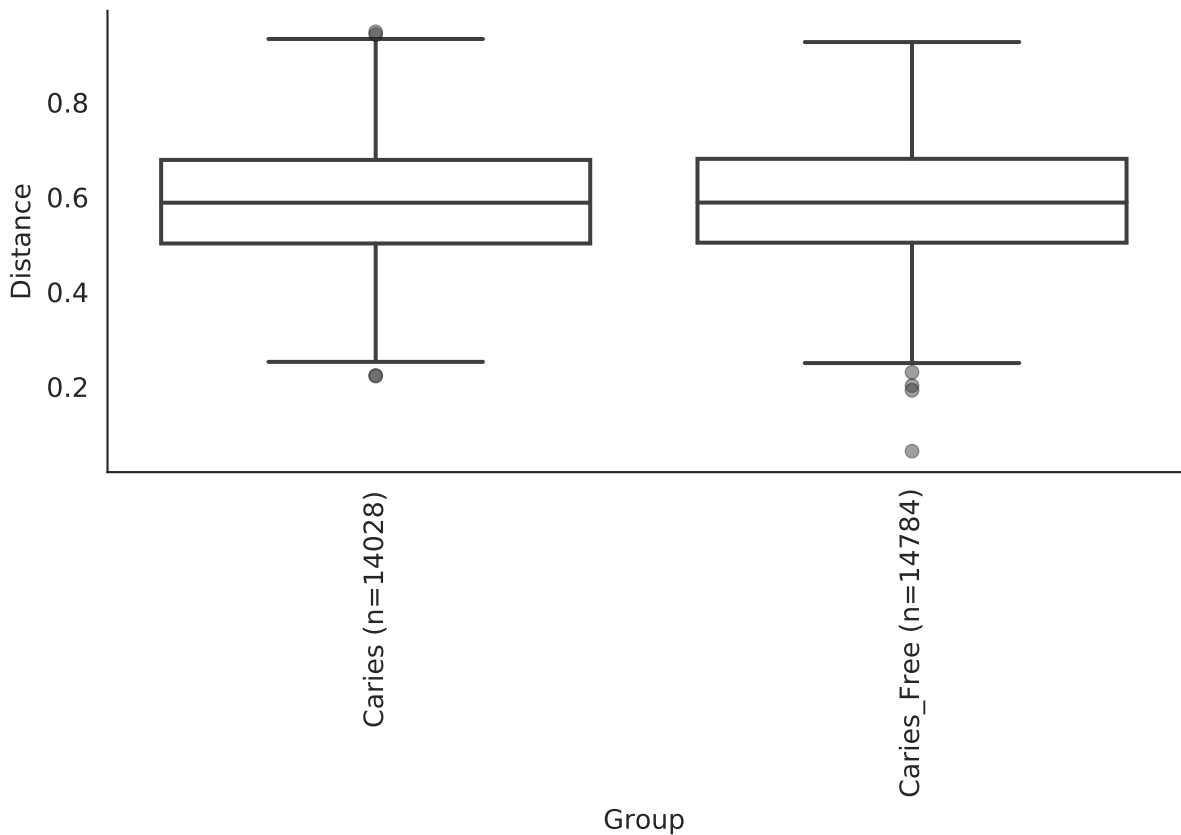 Distance
0.8
0.6
0.4
0.2
Caries (n=14028)
Caries_Free (n=14784)
Group